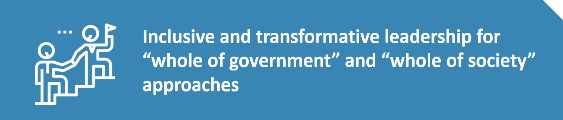 Inclusive and transformative leadership for
“whole of government” and “whole of society”
approaches